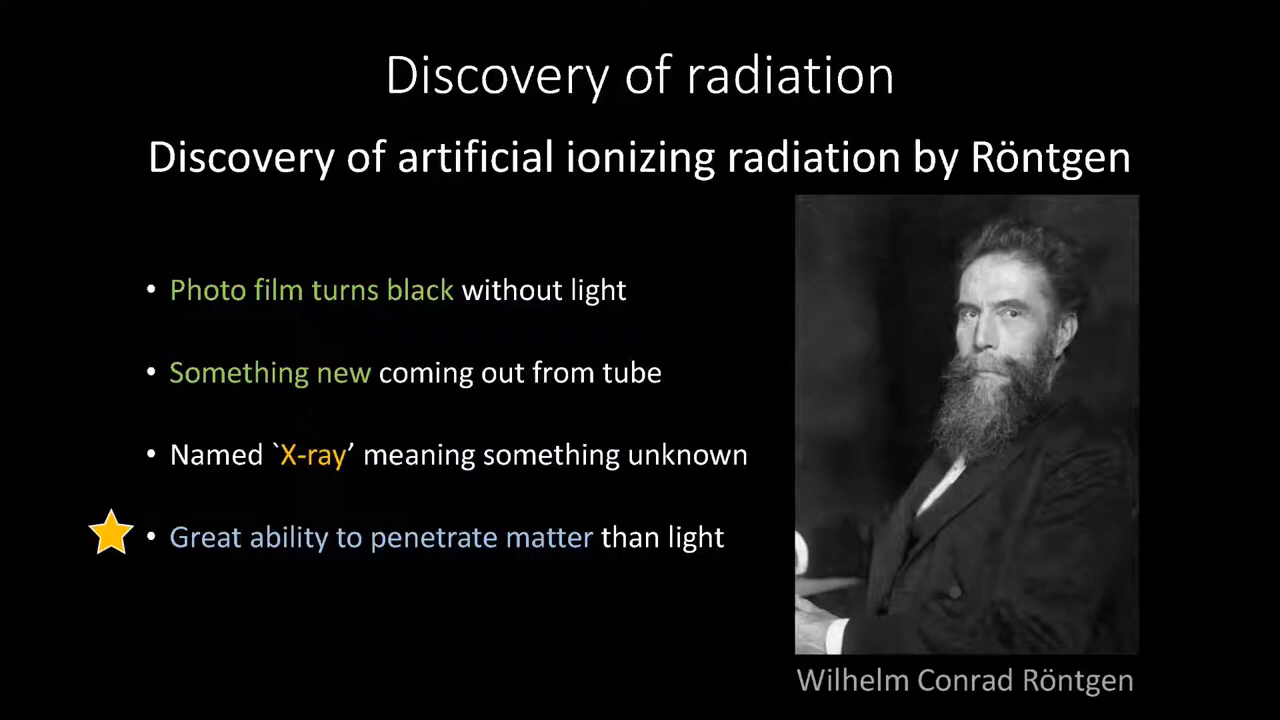 Discovery of radiation
Discovery of artificial ionizing radiation by Röntgen
• Photo film turns black without light
• Something new coming out from tube
• Named `X-ray’ meaning something unknown
• Great ability to penetrate matter than light
Wilhelm Conrad Röntgen